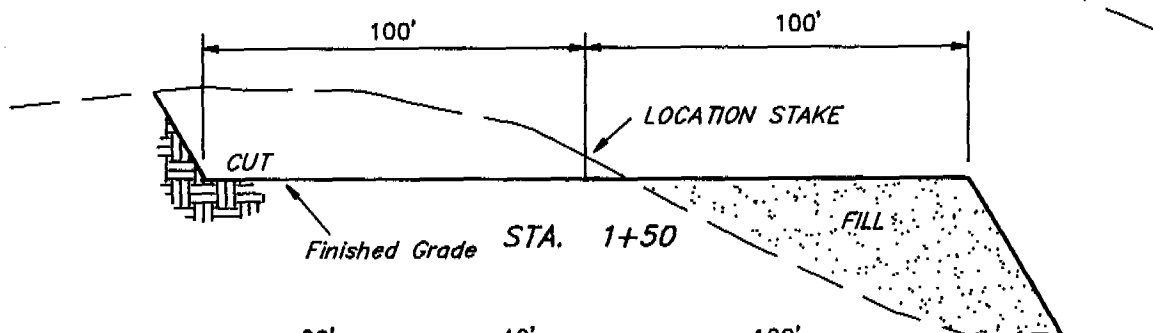 100'
100'
LOCATION STAKE
CUT
FILL
Finished Grade
STA. 1+50